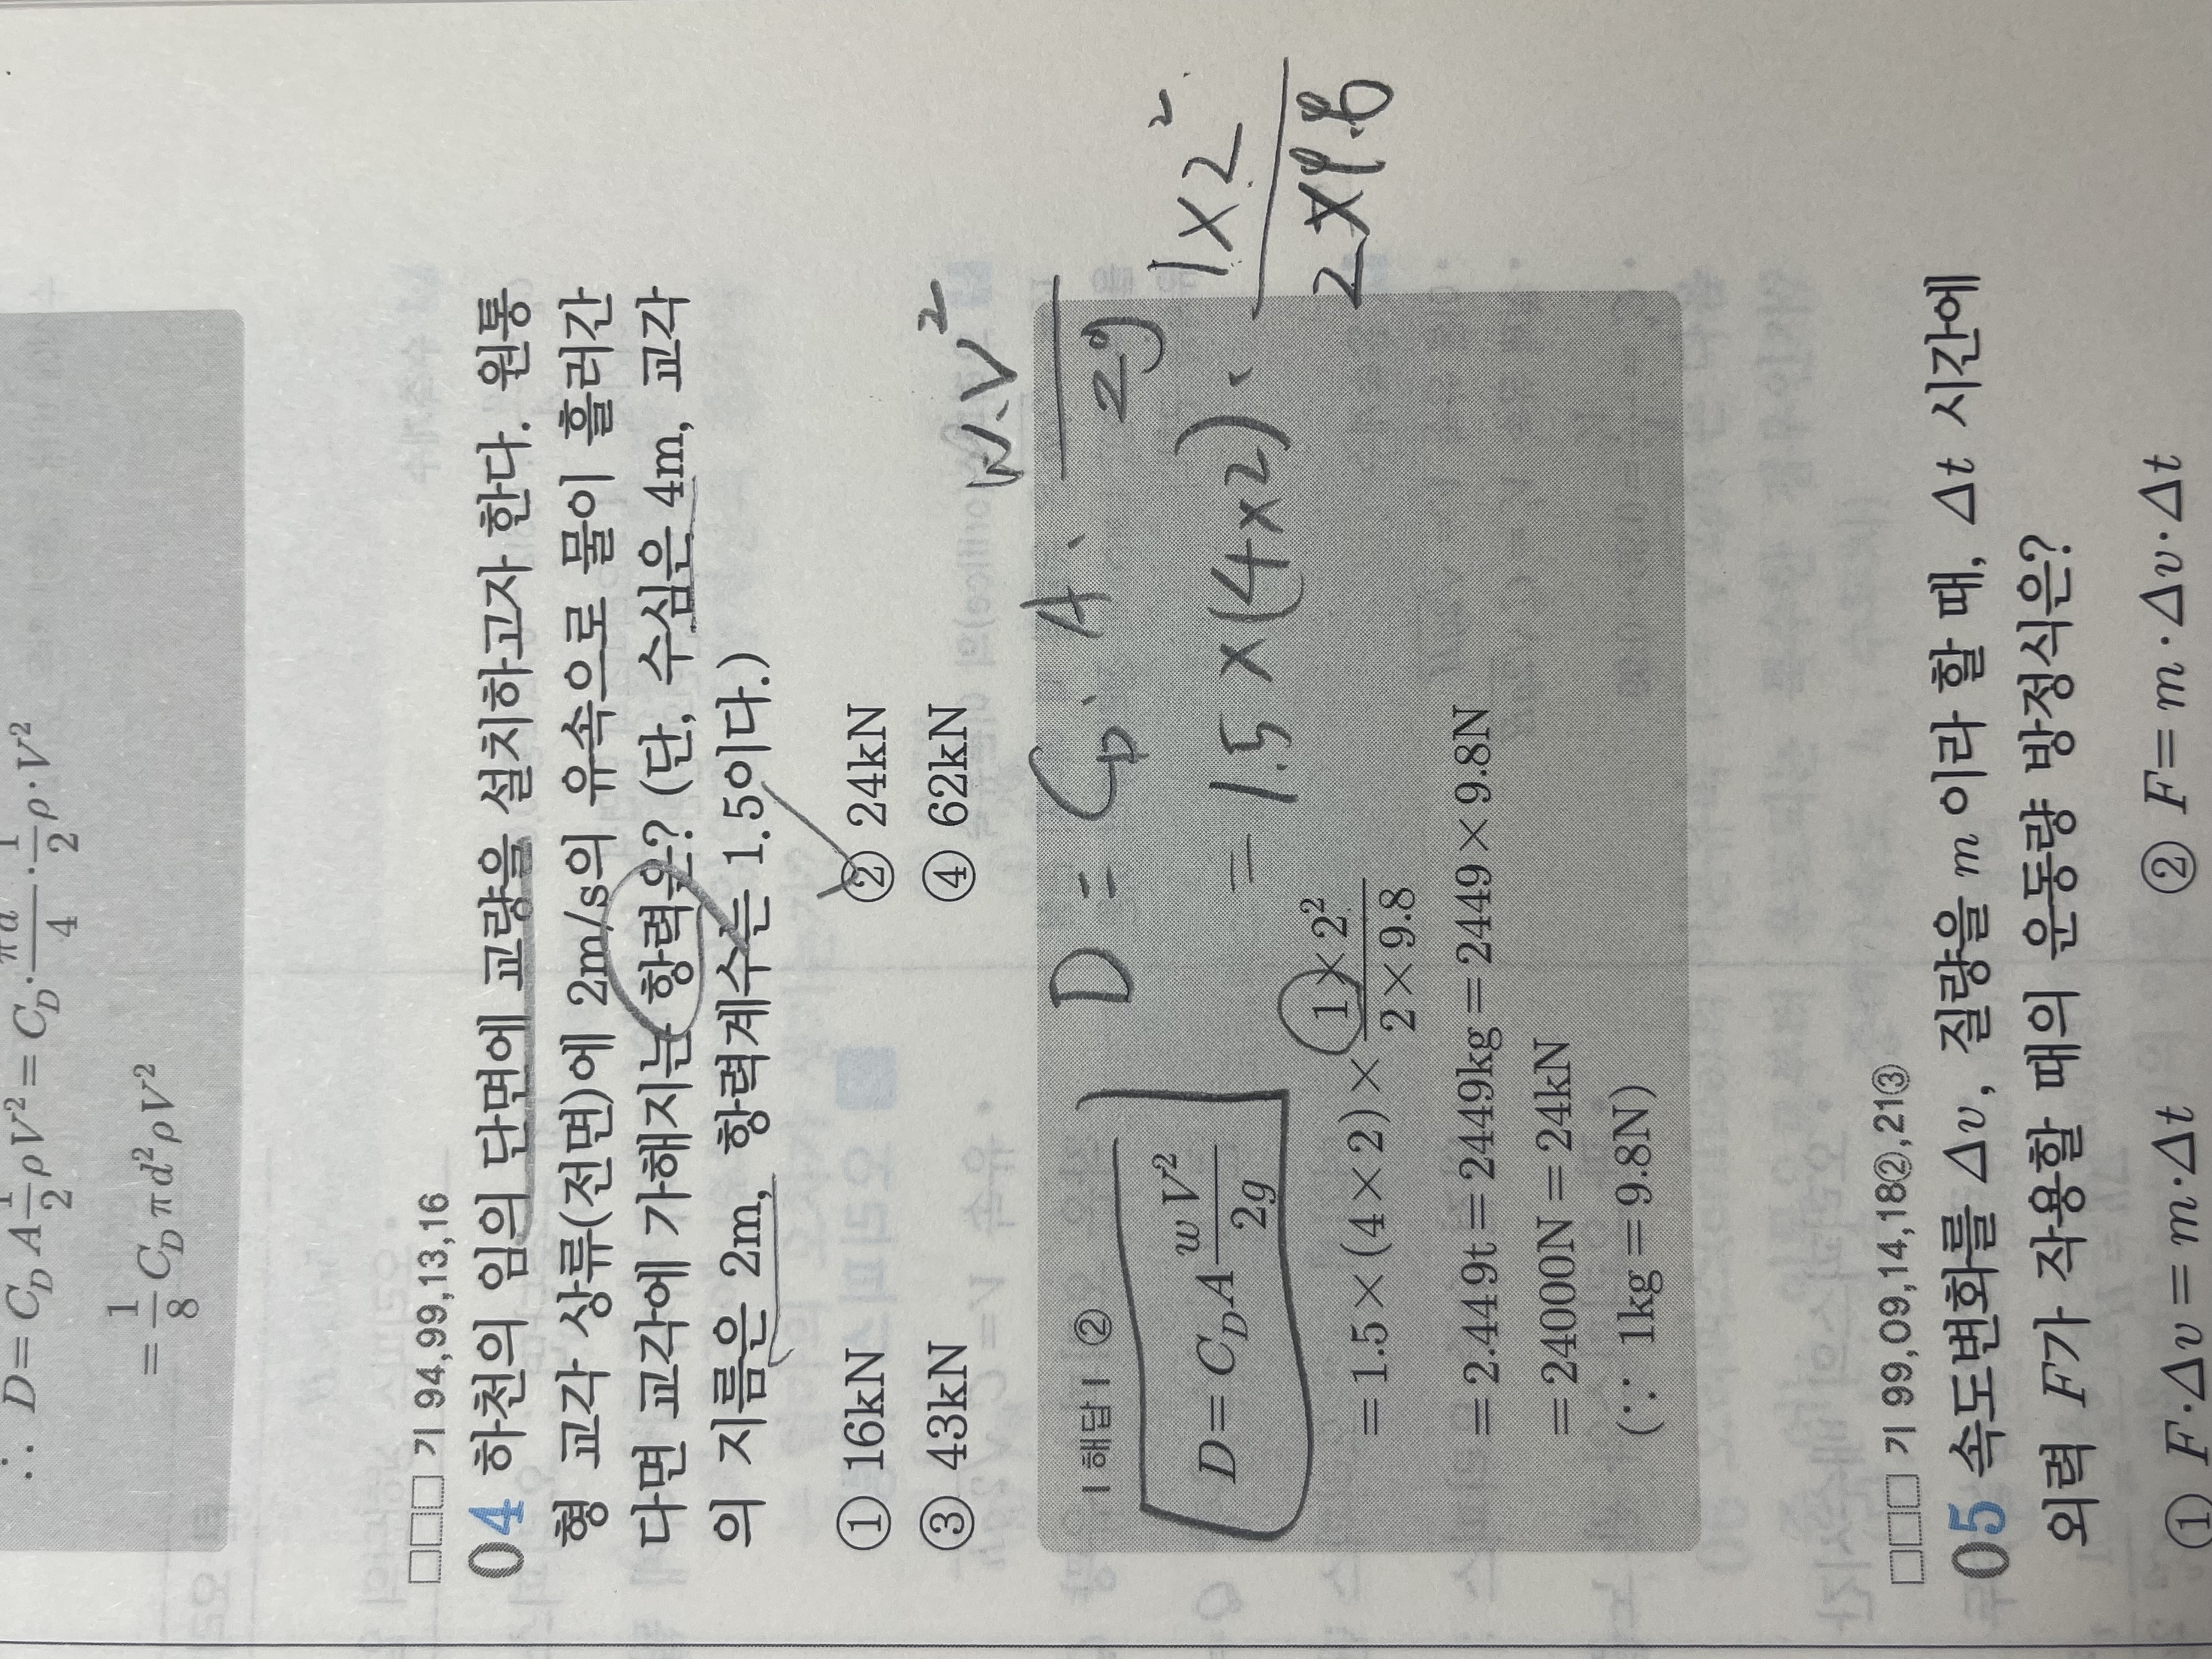 ∴ D = C_D A 1/2 ρV² = C_D · πd²/4 · 1/2 ρ·V²
= 1/8 C_D πd²ρV²
□□□ 기 94,99,13,16
04 하천의 임의 단면에 교량을 설치하고자 한다. 원통
형 교각 상류(전면)에 2m/s의 유속으로 물이 흘러간
다면 교각에 가해지는 항력은? (단, 수심은 4m, 교각
의 지름은 2m, 항력계수는 1.5이다.)
① 16kN ② 24kN
③ 43kN ④ 62kN
D = C_D · A · W·V²/2g
= 1.5 × (4×2) · 1×2²/2×9.8
| 해답 | ②
D = C_D A wV²/2g
= 1.5×(4×2)× 1×2²/2×9.8
= 2.449t = 2449kg = 2449×9.8N
= 24000N = 24kN
(∵ 1kg = 9.8N)
□□□ 기 99,09,14,18②,21③
05 속도변화를 Δv, 질량을 m이라 할 때, Δt 시간에
외력 F가 작용할 때의 운동량 방정식은?
① F·Δv = m·Δt ② F = m·Δv·Δt